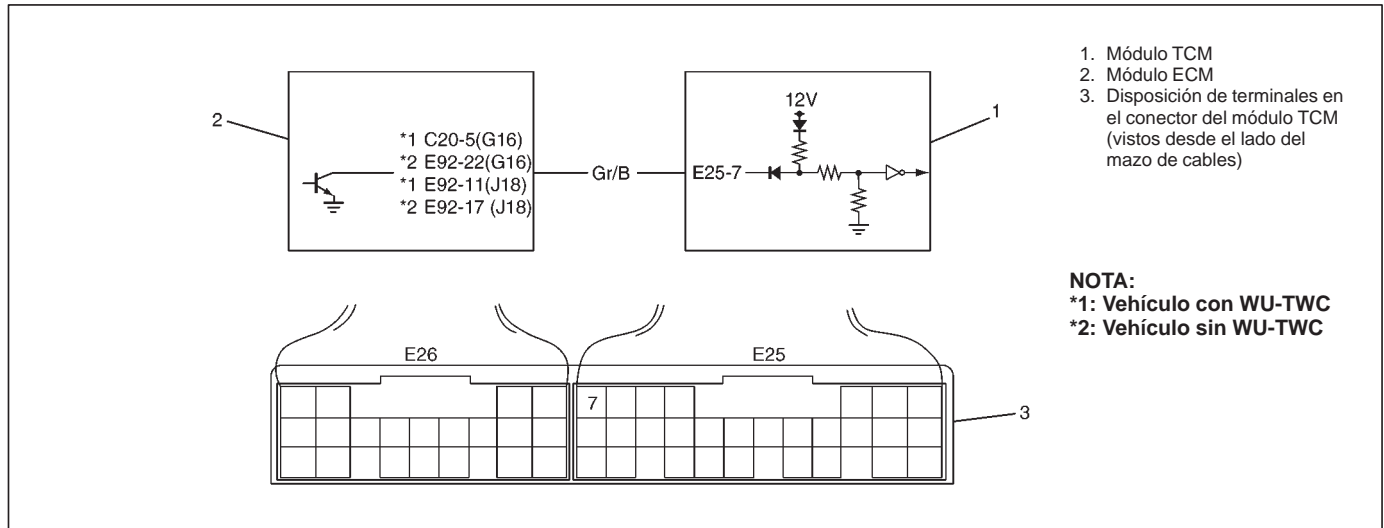 2
*1 C20-5(G16)
*2 E92-22(G16)
*1 E92-11(J18)
*2 E92-17 (J18)
Gr/B
E25-7
12V
1
1. Módulo TCM
2. Módulo ECM
3. Disposición de terminales en
el conector del módulo TCM
(vistos desde el lado del
mazo de cables)
NOTA:
*1: Vehículo con WU-TWC
*2: Vehículo sin WU-TWC
E26
E25
7
3